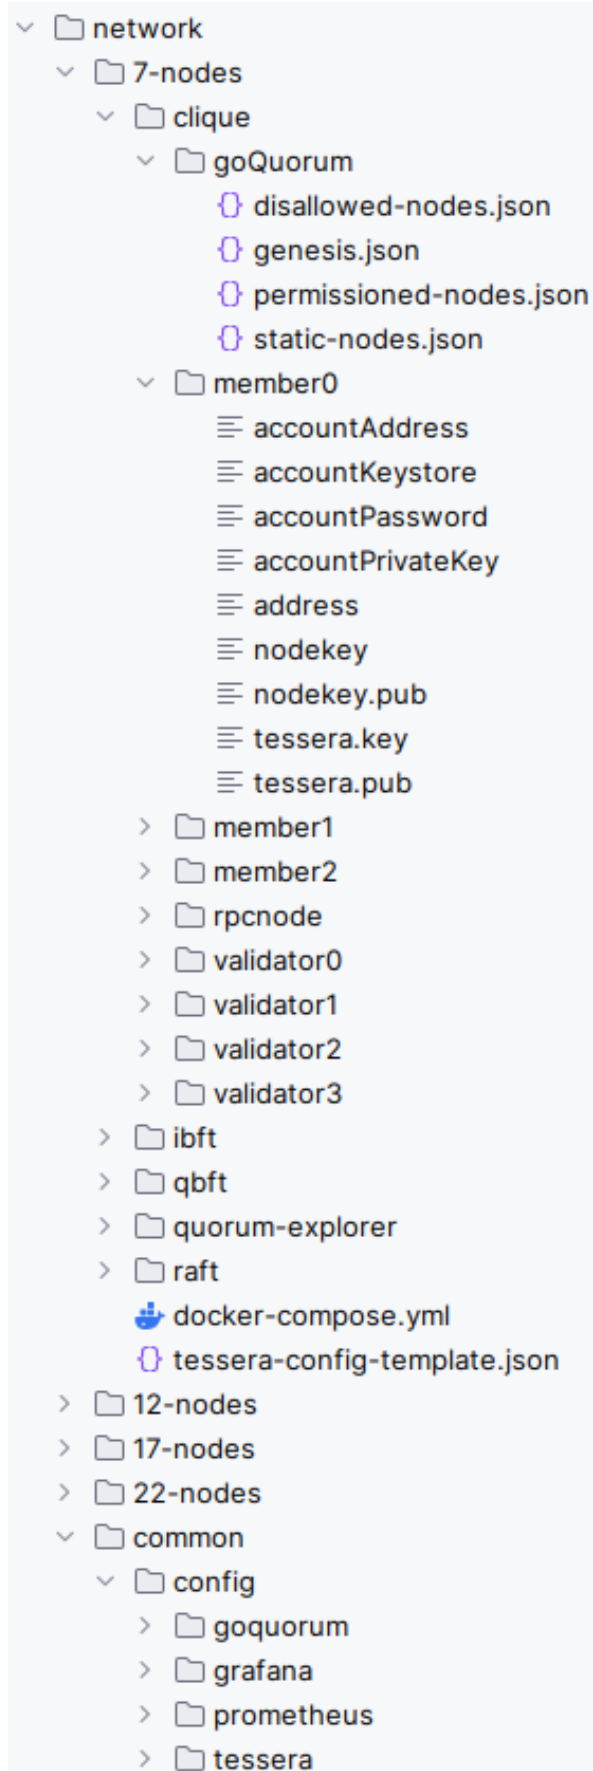 network
7-nodes
clique
goQuorum
disallowed-nodes.json
genesis.json
permissioned-nodes.json
static-nodes.json
member0
accountAddress
accountKeystore
accountPassword
accountPrivateKey
address
nodekey
nodekey.pub
tessera.key
tessera.pub
member1
member2
rpcnode
validator0
validator1
validator2
validator3
ibft
qbft
quorum-explorer
raft
docker-compose.yml
tessera-config-template.json
12-nodes
17-nodes
22-nodes
common
config
goquorum
grafana
prometheus
tessera